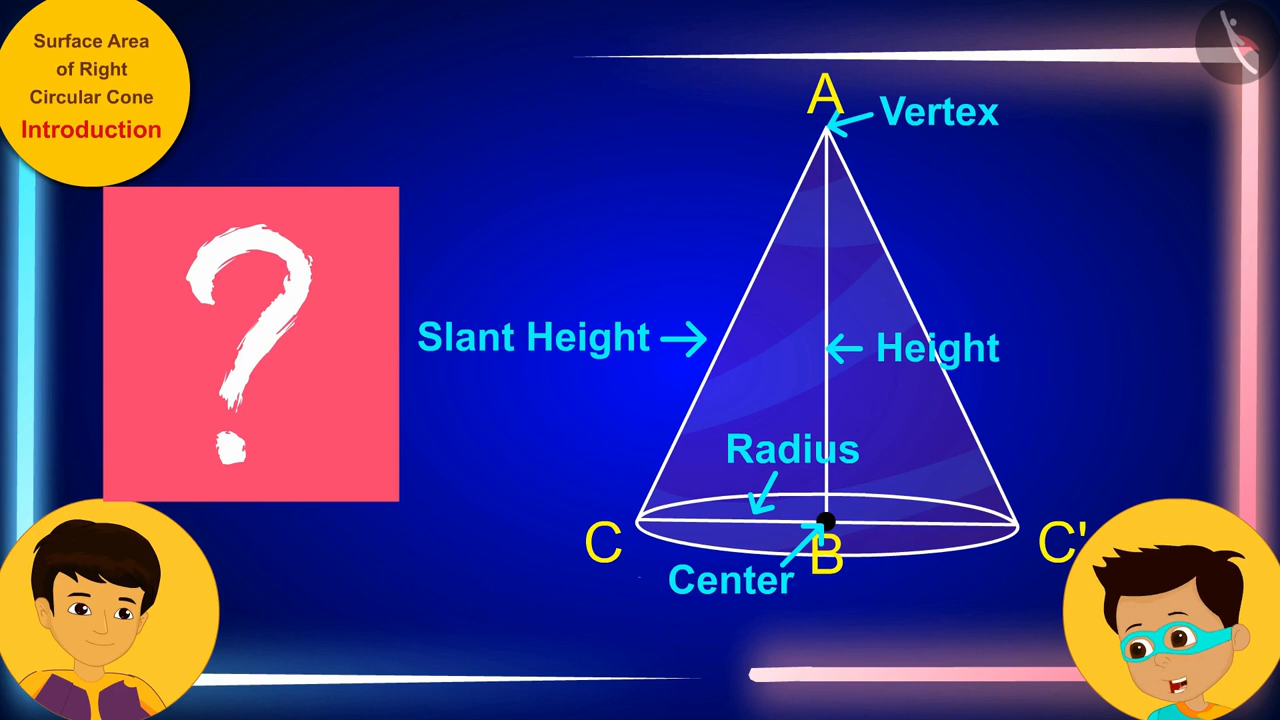 Surface Area
of Right
Circular Cone
Introduction
A
Vertex
Slant Height
Height
Radius
C
B
C'
Center
?